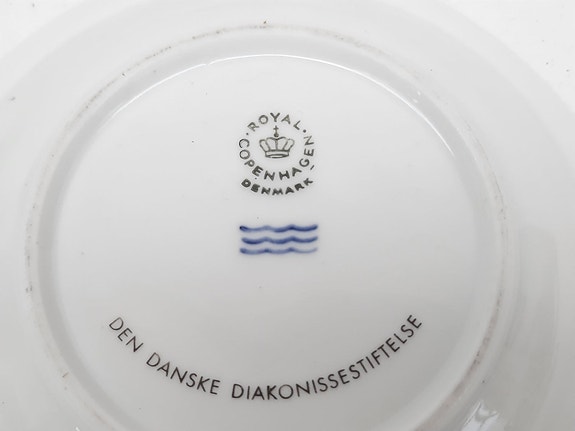 ROYAL
COPENHAGEN
DENMARK
DEN DANSKE DIAKONISSESTIFTELSE